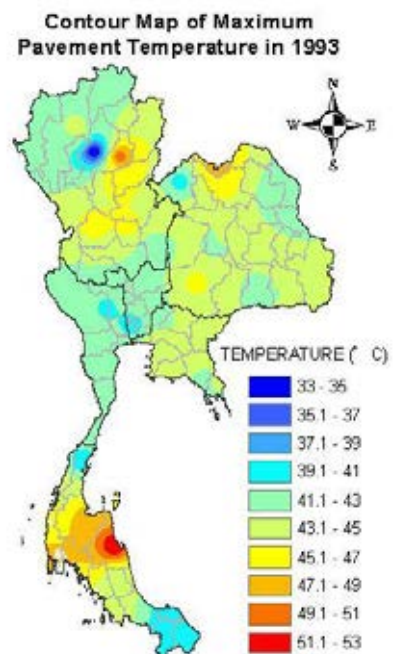 Contour Map of Maximum
Pavement Temperature in 1993
N
W E
S
TEMPERATURE (° C)
33 - 35
35.1 - 37
37.1 - 39
39.1 - 41
41.1 - 43
43.1 - 45
45.1 - 47
47.1 - 49
49.1 - 51
51.1 - 53